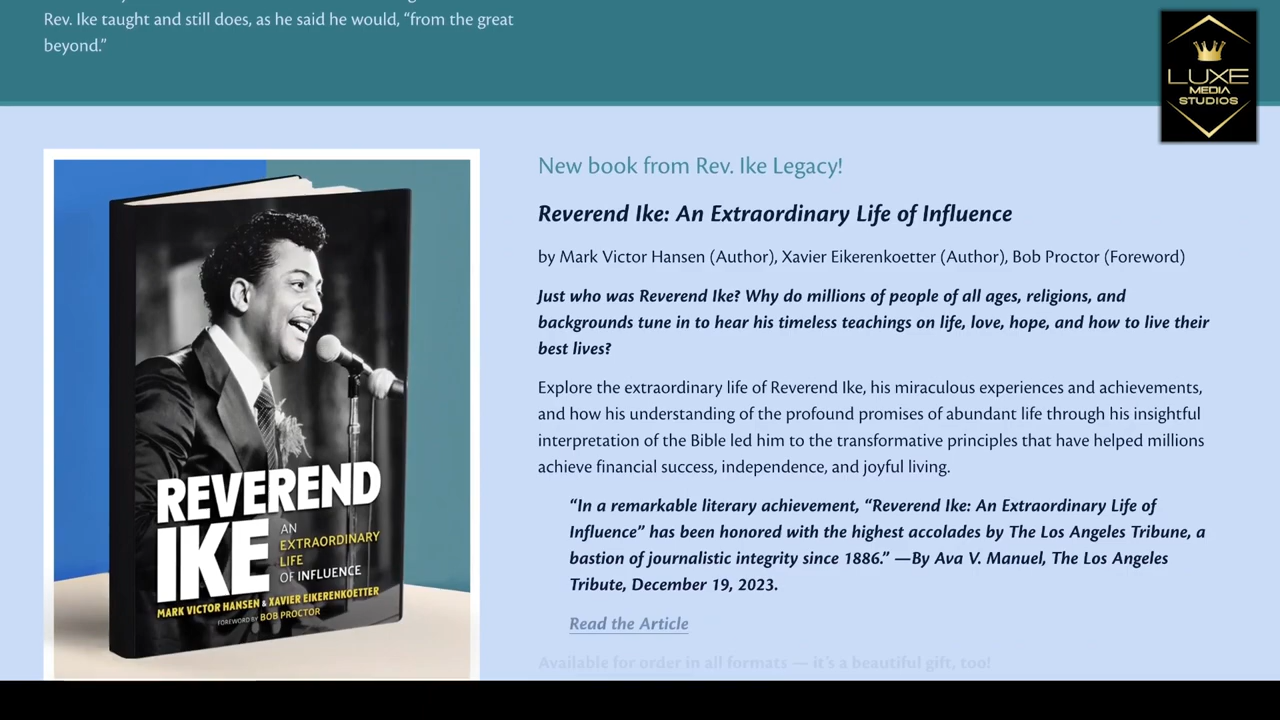 Rev. Ike taught and still does, as he said he would, “from the great
beyond.”
LUXE
MEDIA
STUDIOS
New book from Rev. Ike Legacy!
Reverend Ike: An Extraordinary Life of Influence
by Mark Victor Hansen (Author), Xavier Eikerenkoetter (Author), Bob Proctor (Foreword)
Just who was Reverend Ike? Why do millions of people of all ages, religions, and
backgrounds tune in to hear his timeless teachings on life, love, hope, and how to live their
best lives?
Explore the extraordinary life of Reverend Ike, his miraculous experiences and achievements,
and how his understanding of the profound promises of abundant life through his insightful
interpretation of the Bible led him to the transformative principles that have helped millions
achieve financial success, independence, and joyful living.
“In a remarkable literary achievement, “Reverend Ike: An Extraordinary Life of
Influence” has been honored with the highest accolades by The Los Angeles Tribune, a
bastion of journalistic integrity since 1886.” —By Ava V. Manuel, The Los Angeles
Tribute, December 19, 2023.
Read the Article
Available for order in all formats — it’s a beautiful gift, too!
REVEREND
IKE
AN
EXTRAORDINARY
LIFE
OF INFLUENCE
MARK VICTOR HANSEN & XAVIER EIKERENKOETTER
FOREWORD BY BOB PROCTOR